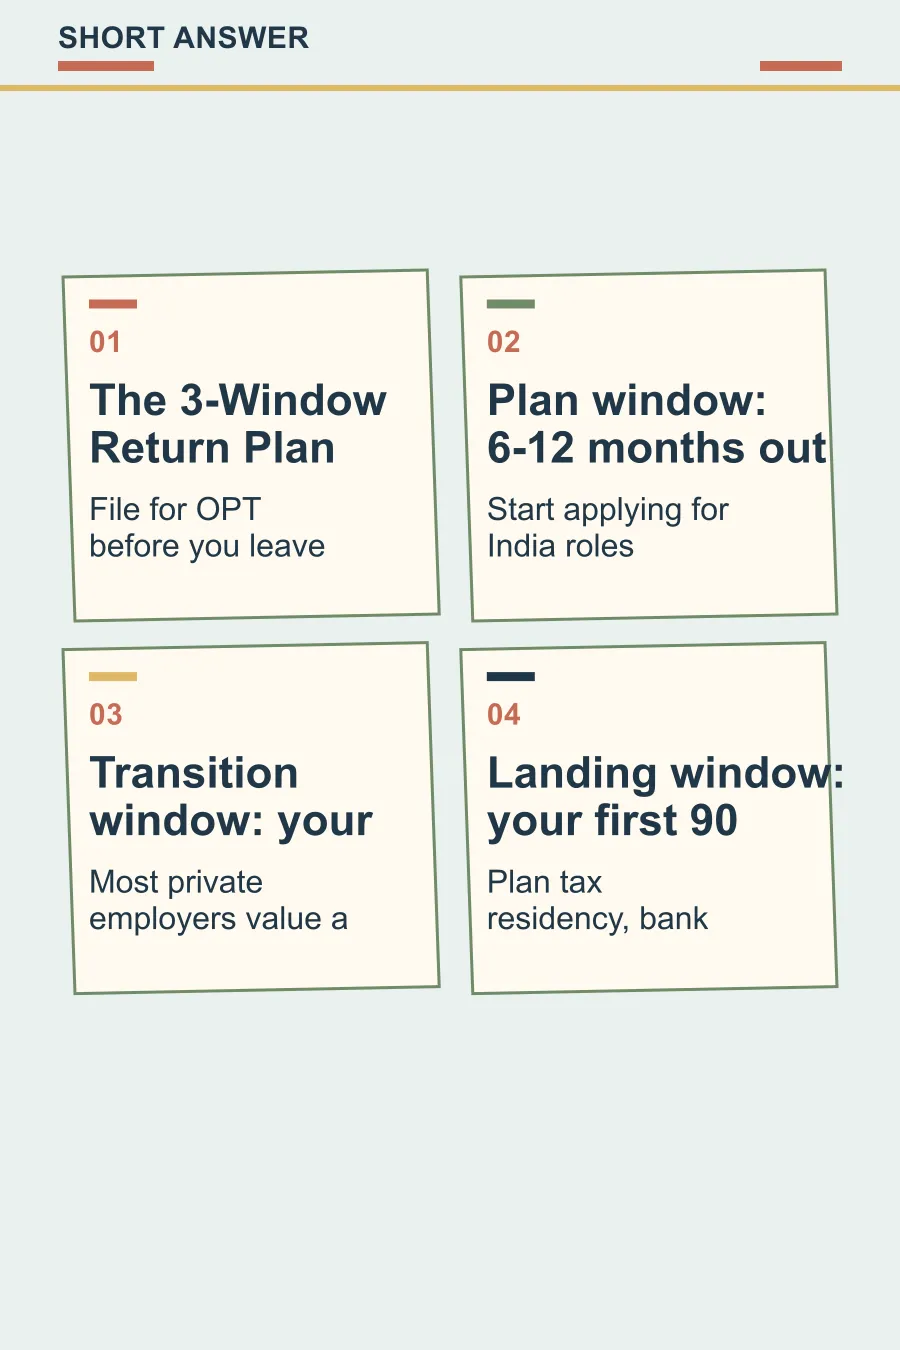 SHORT ANSWER
01
The 3-Window
Return Plan
File for OPT
before you leave
02
Plan window:
6-12 months out
Start applying for
India roles
03
Transition
window: your
Most private
employers value a
04
Landing window:
your first 90
Plan tax
residency, bank